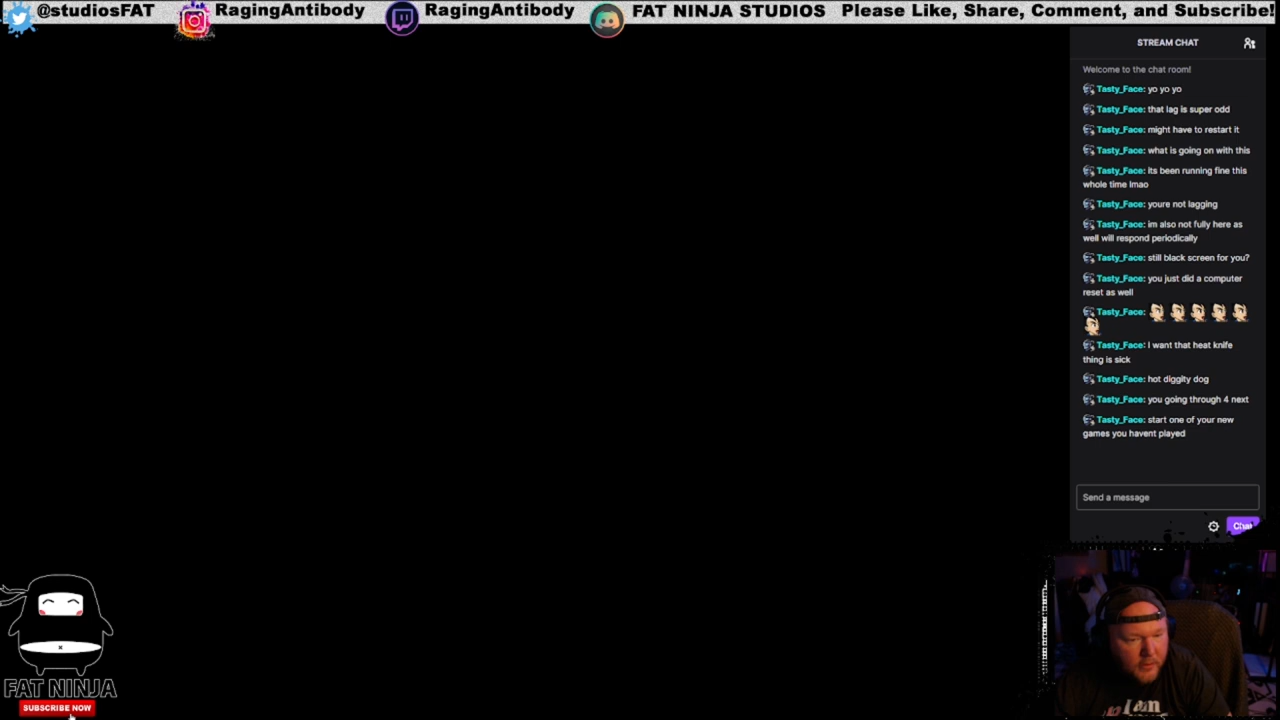 @studiosFAT RagingAntibody RagingAntibody FAT NINJA STUDIOS Please Like, Share, Comment, and Subscribe!
STREAM CHAT
Welcome to the chat room!
Tasty_Face: yo yo yo
Tasty_Face: that lag is super odd
Tasty_Face: might have to restart it
Tasty_Face: what is going on with this
Tasty_Face: its been running fine this
whole time lmao
Tasty_Face: youre not lagging
Tasty_Face: im also not fully here as
well will respond periodically
Tasty_Face: still black screen for you?
Tasty_Face: you just did a computer
reset as well
Tasty_Face:
Tasty_Face: I want that heat knife
thing is sick
Tasty_Face: hot diggity dog
Tasty_Face: you going through 4 next
Tasty_Face: start one of your new
games you havent played
Send a message
Chat
I am
FAT NINJA
SUBSCRIBE NOW